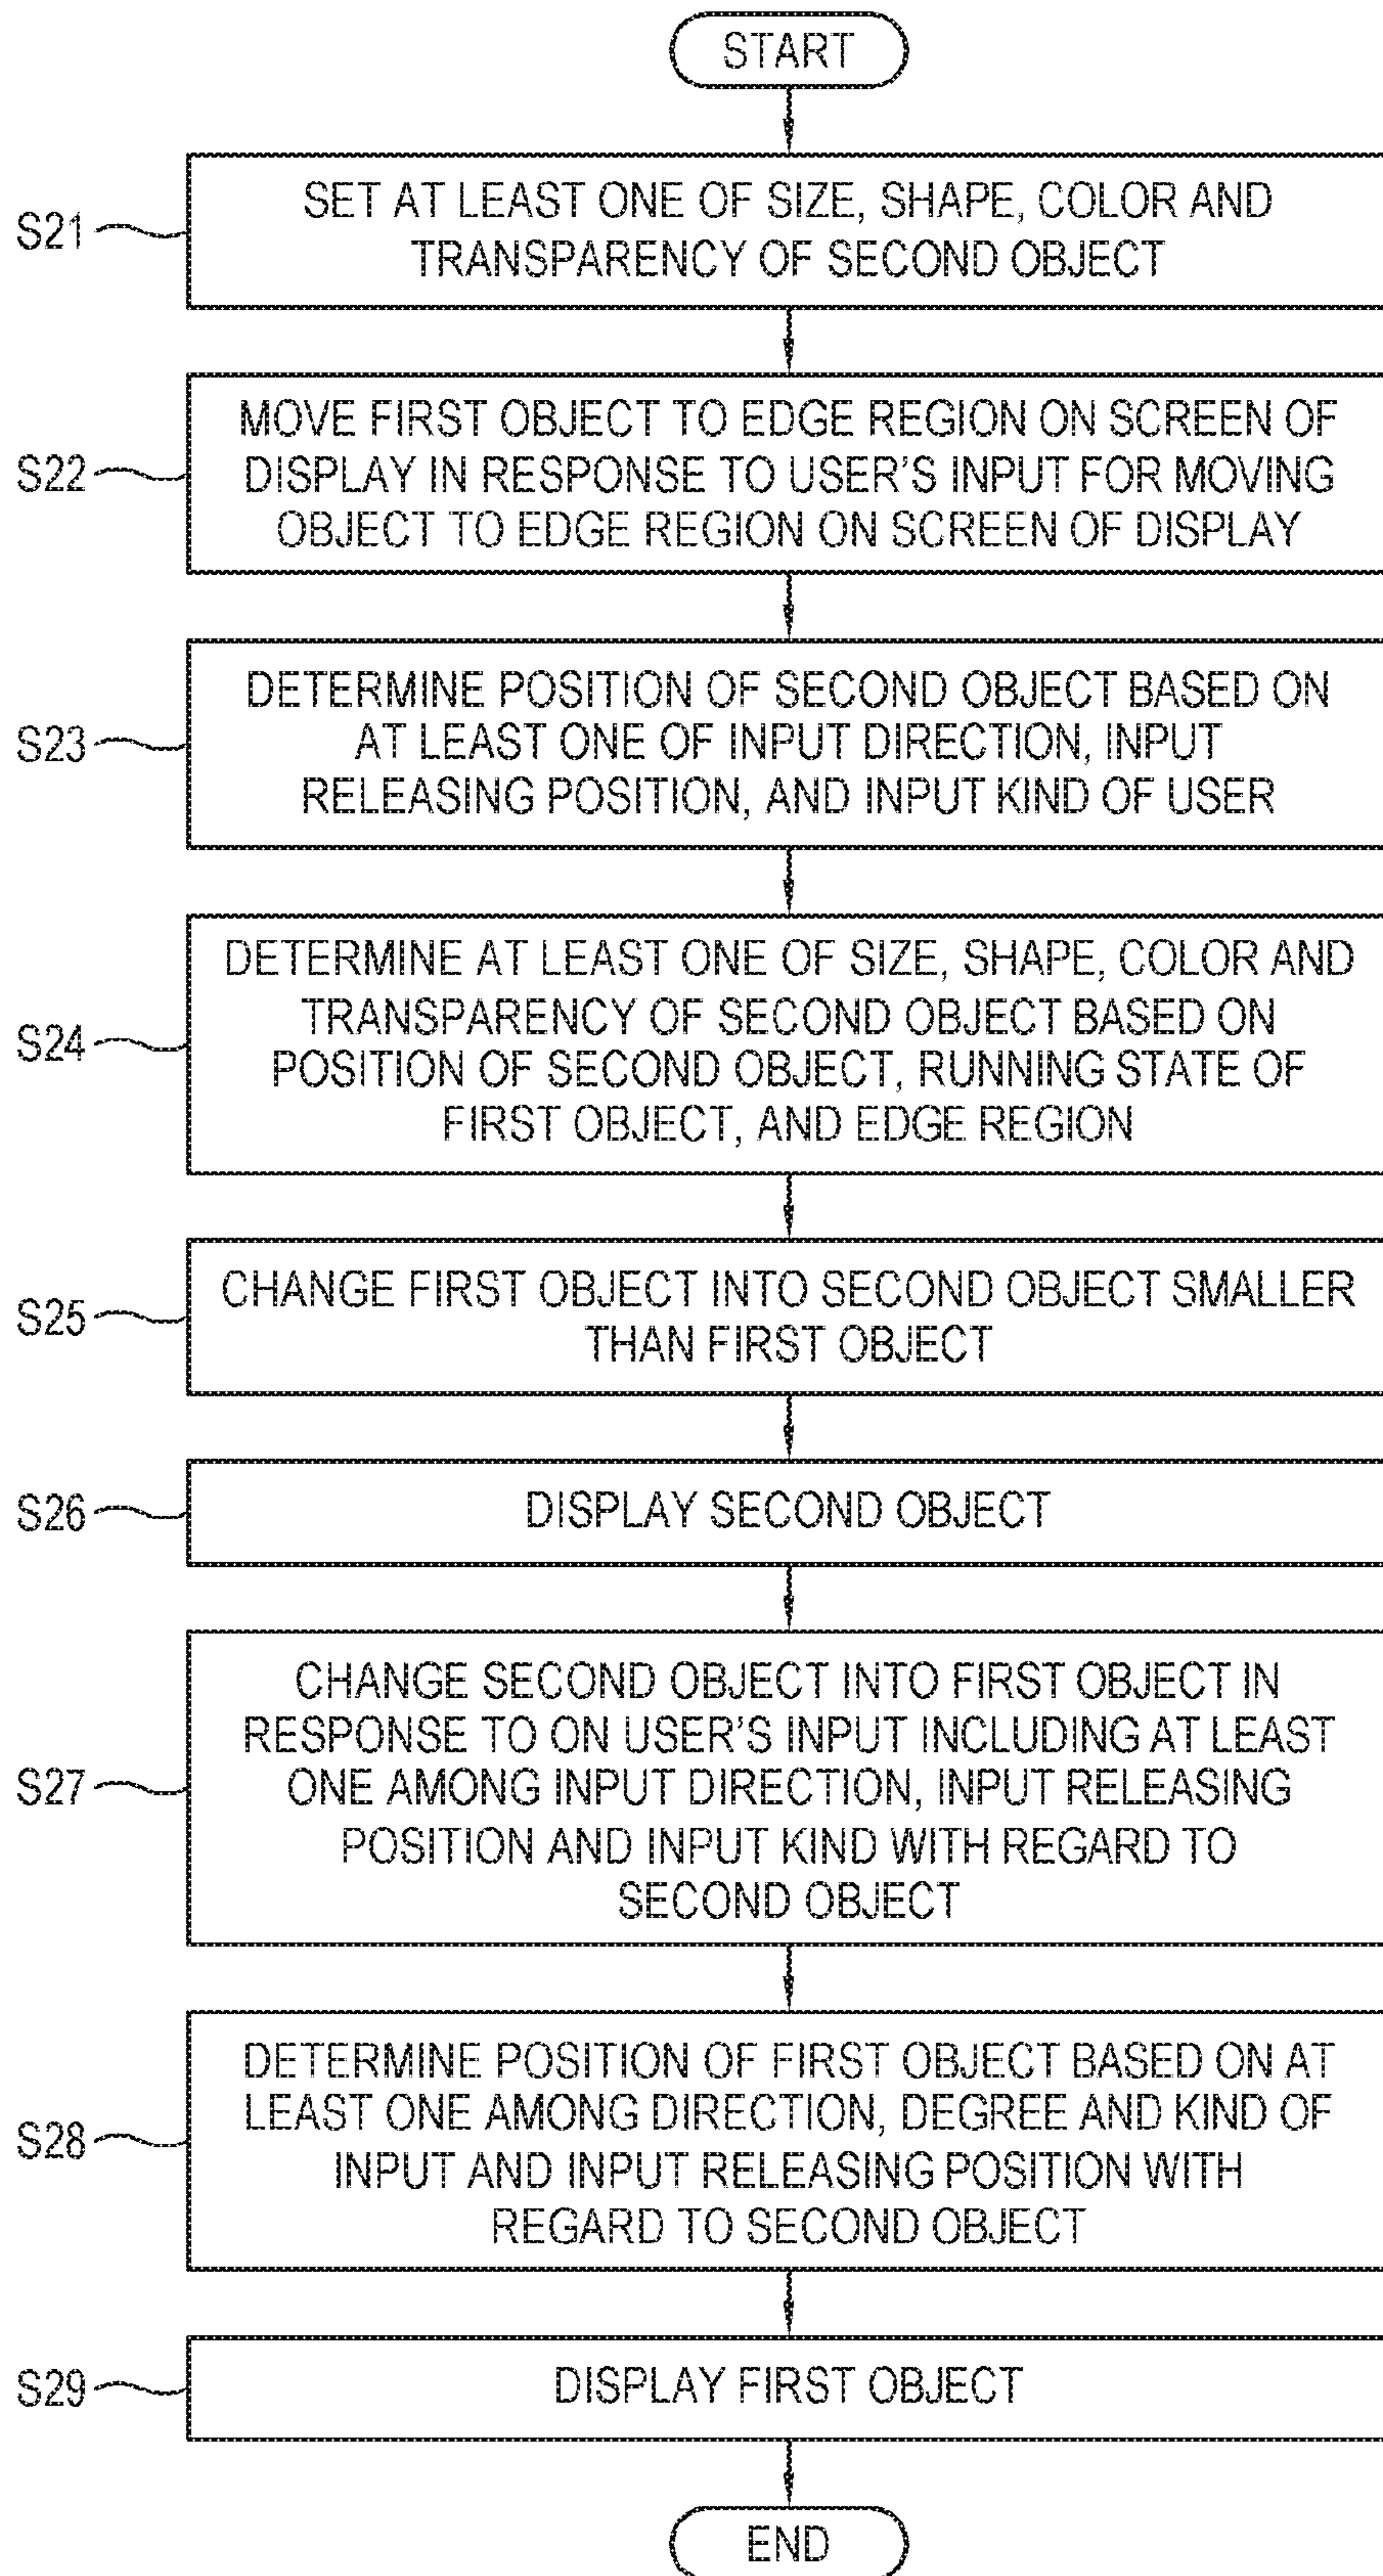 START
S21
SET AT LEAST ONE OF SIZE, SHAPE, COLOR AND
TRANSPARENCY OF SECOND OBJECT
S22
MOVE FIRST OBJECT TO EDGE REGION ON SCREEN OF
DISPLAY IN RESPONSE TO USER'S INPUT FOR MOVING
OBJECT TO EDGE REGION ON SCREEN OF DISPLAY
S23
DETERMINE POSITION OF SECOND OBJECT BASED ON
AT LEAST ONE OF INPUT DIRECTION, INPUT
RELEASING POSITION, AND INPUT KIND OF USER
S24
DETERMINE AT LEAST ONE OF SIZE, SHAPE, COLOR AND
TRANSPARENCY OF SECOND OBJECT BASED ON
POSITION OF SECOND OBJECT, RUNNING STATE OF
FIRST OBJECT, AND EDGE REGION
S25
CHANGE FIRST OBJECT INTO SECOND OBJECT SMALLER
THAN FIRST OBJECT
S26
DISPLAY SECOND OBJECT
S27
CHANGE SECOND OBJECT INTO FIRST OBJECT IN
RESPONSE TO ON USER'S INPUT INCLUDING AT LEAST
ONE AMONG INPUT DIRECTION, INPUT RELEASING
POSITION AND INPUT KIND WITH REGARD TO
SECOND OBJECT
S28
DETERMINE POSITION OF FIRST OBJECT BASED ON AT
LEAST ONE AMONG DIRECTION, DEGREE AND KIND OF
INPUT AND INPUT RELEASING POSITION WITH
REGARD TO SECOND OBJECT
S29
DISPLAY FIRST OBJECT
END